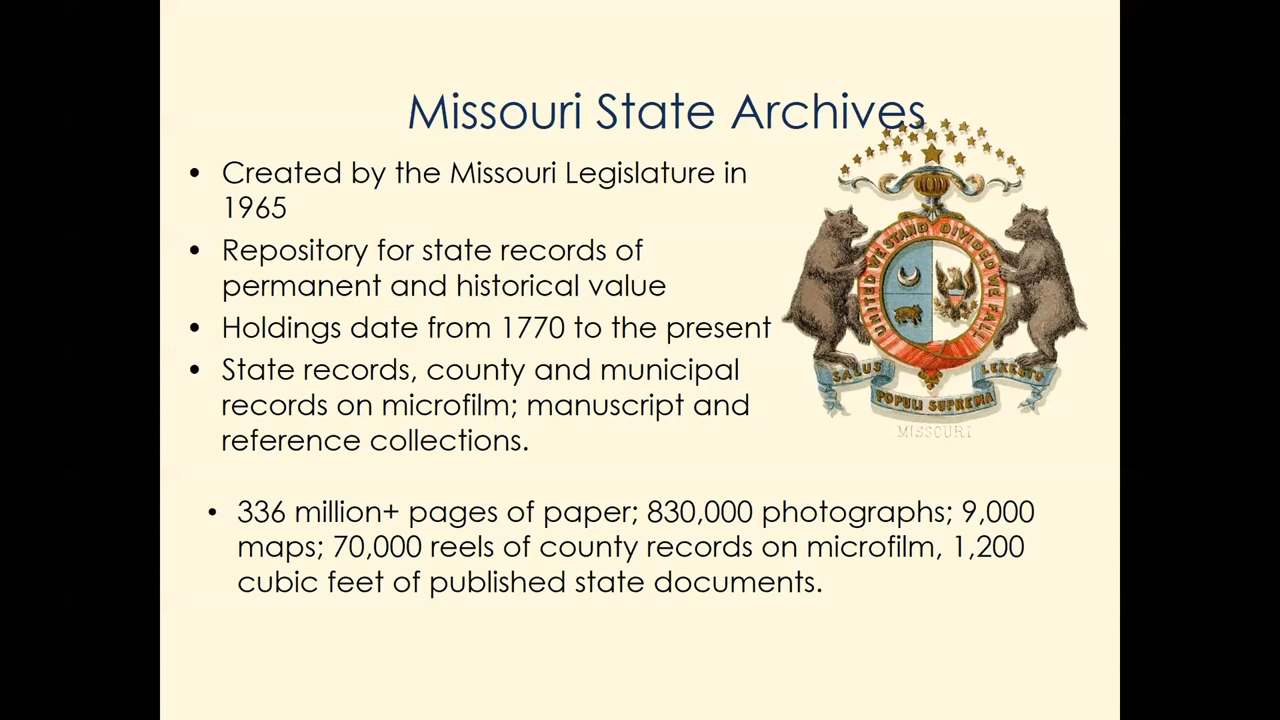 Missouri State Archives
• Created by the Missouri Legislature in
1965
• Repository for state records of
permanent and historical value
• Holdings date from 1770 to the present
• State records, county and municipal
records on microfilm; manuscript and
reference collections.
UNITED WE STAND DIVIDED WE FALL
SALUS
POPULI SUPREMA
LEX ESTO
MISSOURI
• 336 million+ pages of paper; 830,000 photographs; 9,000
maps; 70,000 reels of county records on microfilm, 1,200
cubic feet of published state documents.